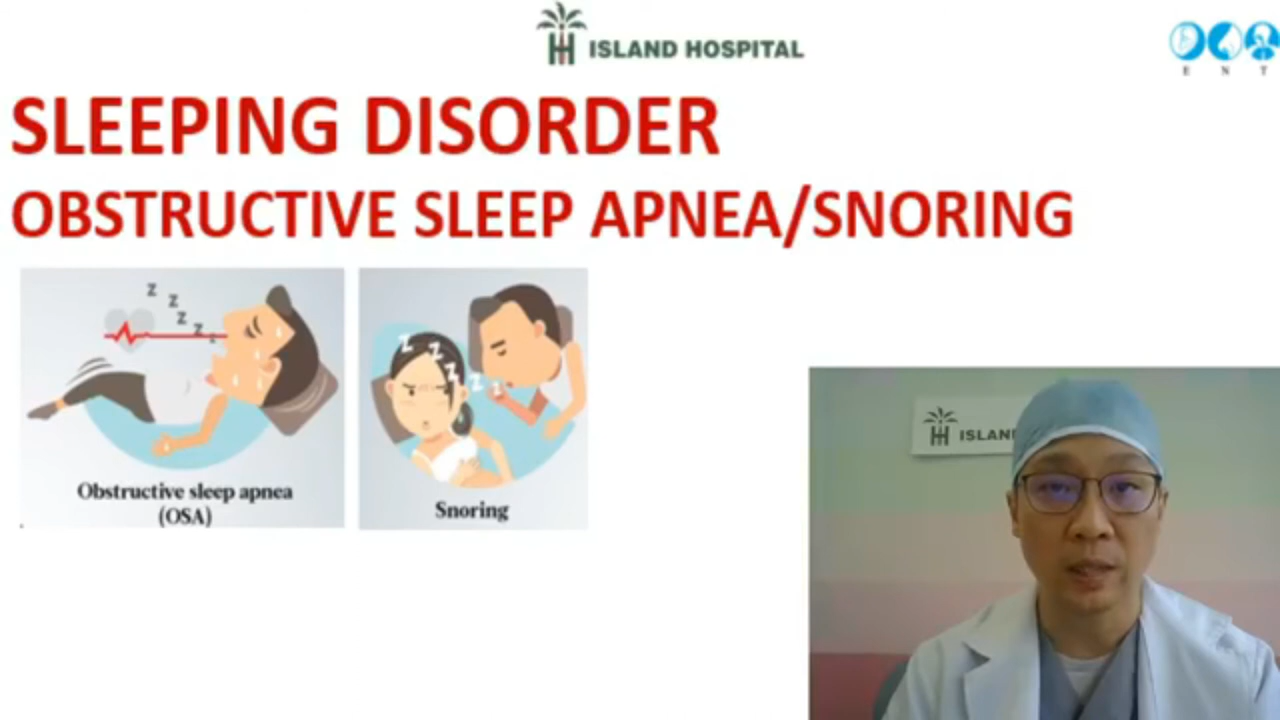 ISLAND HOSPITAL
E N T
SLEEPING DISORDER
OBSTRUCTIVE SLEEP APNEA/SNORING
z z z z z
z z z z z
Obstructive sleep apnea
(OSA)
Snoring
ISLAN